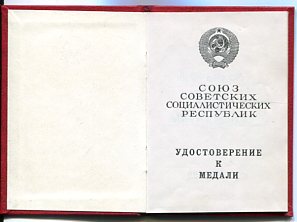 СОЮЗ
СОВЕТСКИХ
СОЦИАЛИСТИЧЕСКИХ
РЕСПУБЛИК
УДОСТОВЕРЕНИЕ
К
МЕДАЛИ